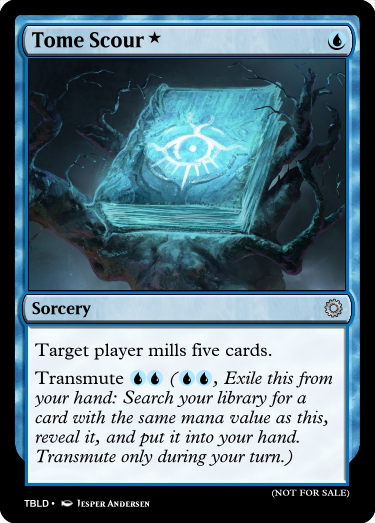 Tome Scour ★
Sorcery
Target player mills five cards.
Transmute (, Exile this from
your hand: Search your library for a
card with the same mana value as this,
reveal it, and put it into your hand.
Transmute only during your turn.)
TBLD • Jesper Andersen
(NOT FOR SALE)